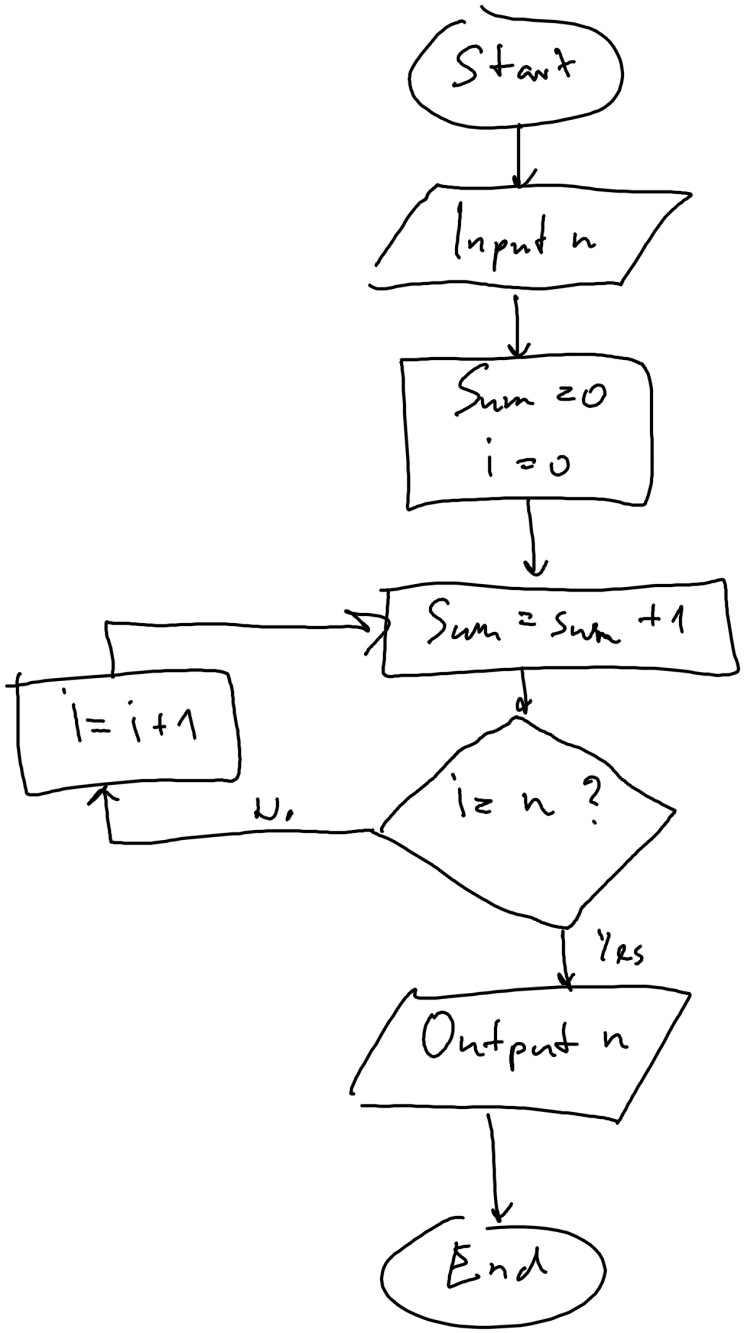 Start
Input n
Sum = 0
i = 0
Sum = sum + 1
i = i + 1
i = n ?
No
Yes
Output n
End